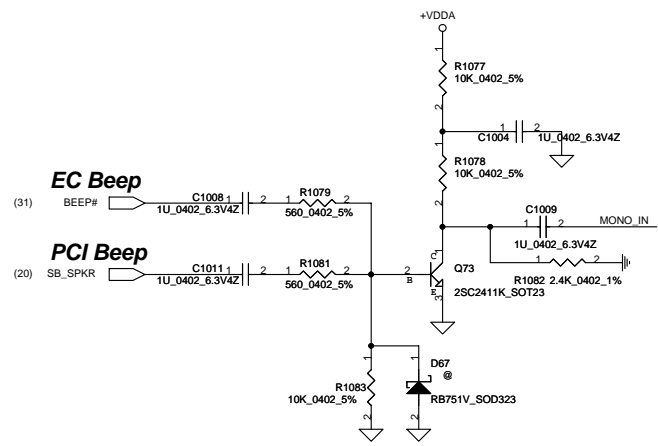 +VDDA
1
R1077
10K_0402_5%
2
1 2
C1004 1U_0402_6.3V4Z
1
R1078
10K_0402_5%
2
EC Beep
(31) BEEP#
C1008 1 2
1U_0402_6.3V4Z
R1079
1 2
560_0402_5%
C1009
1 2
1U_0402_6.3V4Z
MONO_IN
PCI Beep
(20) SB_SPKR
C1011 1 2
1U_0402_6.3V4Z
R1081
1 2
560_0402_5%
2
B
C
1
E
3
Q73
2SC2411K_SOT23
1 2
R1082 2.4K_0402_1%
1
R1083
10K_0402_5%
2
1
D67
@
RB751V_SOD323
2